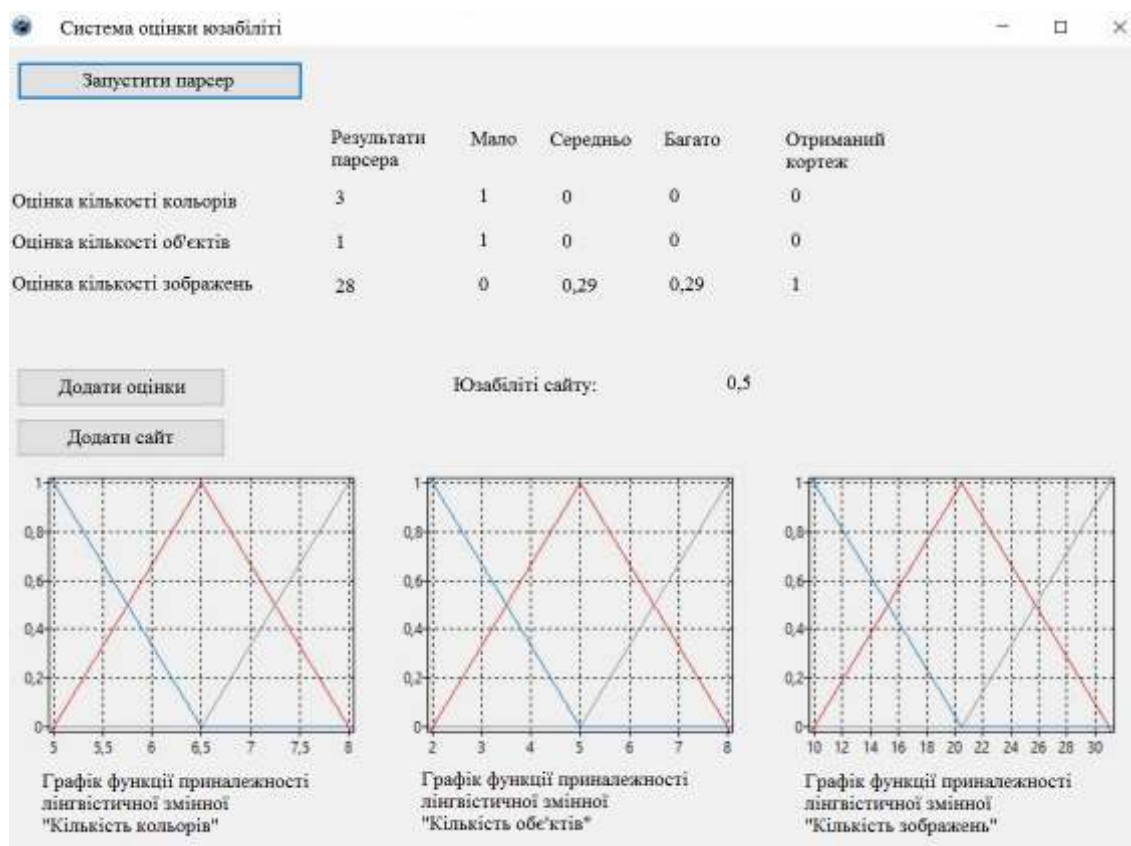 Система оцінки юзабіліті
Запустити парсер
Результати парсера
Мало
Середньо
Багато
Отриманий кортеж
Оцінка кількості кольорів 3 1 0 0 0
Оцінка кількості об'єктів 1 1 0 0 0
Оцінка кількості зображень 28 0 0,29 0,29 1
Додати оцінки
Юзабіліті сайту: 0,5
Додати сайт
1
0,8
0,6
0,4
0,2
0
5 5,5 6 6,5 7 7,5 8
Графік функції приналежності
лінгвістичної змінної
"Кількість кольорів"
1
0,8
0,6
0,4
0,2
0
2 3 4 5 6 7 8
Графік функції приналежності
лінгвістичної змінної
"Кількість обє'ктів"
1
0,8
0,6
0,4
0,2
0
10 12 14 16 18 20 22 24 26 28 30
Графік функції приналежності
лінгвістичної змінної
"Кількість зображень"